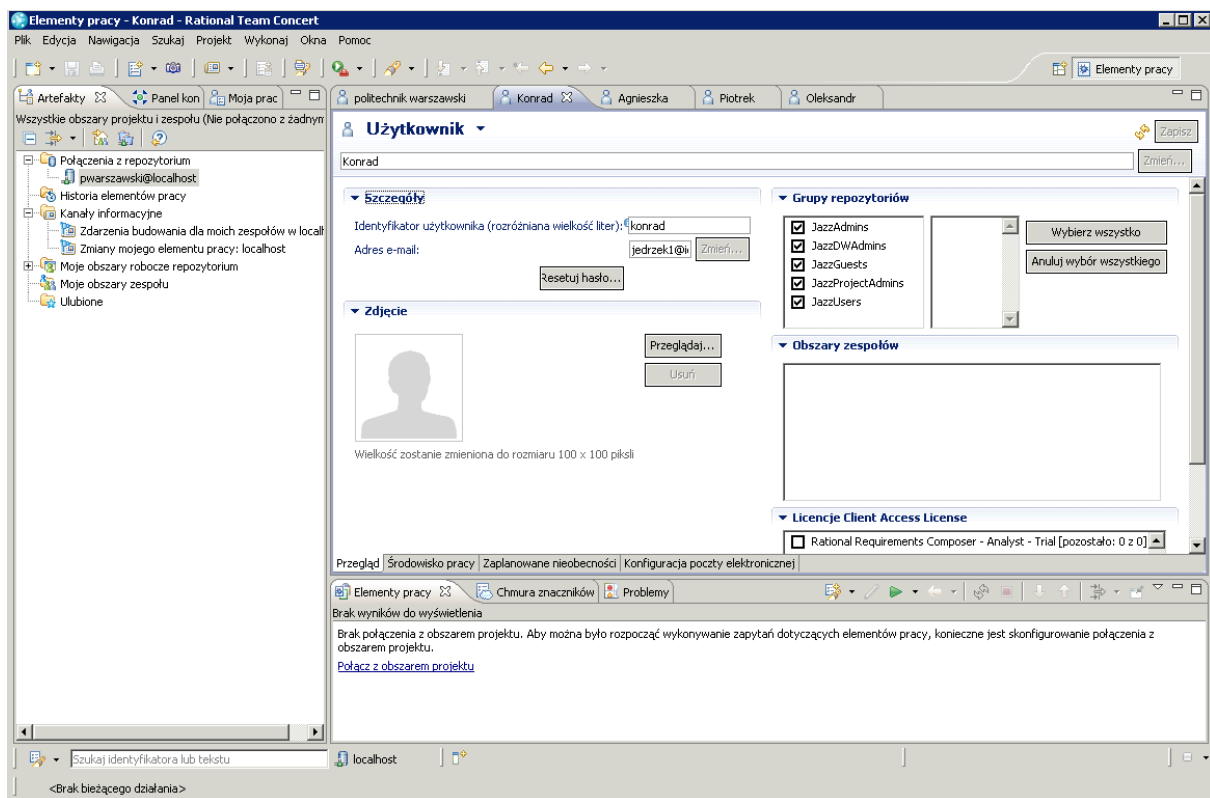 Elementy pracy - Konrad - Rational Team Concert
Plik Edycja Nawigacja Szukaj Projekt Wykonaj Okna Pomoc
Elementy pracy
Artefakty
Panel kon
Moja prac
Wszystkie obszary projektu i zespołu (Nie połączono z żadnym
Połączenia z repozytorium
pwarszawski@localhost
Historia elementów pracy
Kanały informacyjne
Zdarzenia budowania dla moich zespołów w local
Zmiany mojego elementu pracy: localhost
Moje obszary robocze repozytorium
Moje obszary zespołu
Ulubione
politechnik warszawski
Konrad
Agnieszka
Piotrek
Oleksandr
Użytkownik
Zapisz
Konrad
Zmień...
Szczegóły
Identyfikator użytkownika (rozróżniana wielkość liter):
konrad
Adres e-mail:
jedrzek1@i
Zmień...
Resetuj hasło...
Zdjęcie
Przeglądaj...
Usuń
Wielkość zostanie zmieniona do rozmiaru 100 x 100 piksli
Grupy repozytoriów
JazzAdmins
JazzDWAdmins
JazzGuests
JazzProjectAdmins
JazzUsers
Wybierz wszystko
Anuluj wybór wszystkiego
Obszary zespołów
Licencje Client Access License
Rational Requirements Composer - Analyst - Trial [pozostało: 0 z 0]
Przegląd
Środowisko pracy
Zaplanowane nieobecności
Konfiguracja poczty elektronicznej
Elementy pracy
Chmura znaczników
Problemy
Brak wyników do wyświetlenia
Brak połączenia z obszarem projektu. Aby można było rozpocząć wykonywanie zapytań dotyczących elementów pracy, konieczne jest skonfigurowanie połączenia z
obszarem projektu.
Połącz z obszarem projektu
Szukaj identyfikatora lub tekstu
localhost
<Brak bieżącego działania>